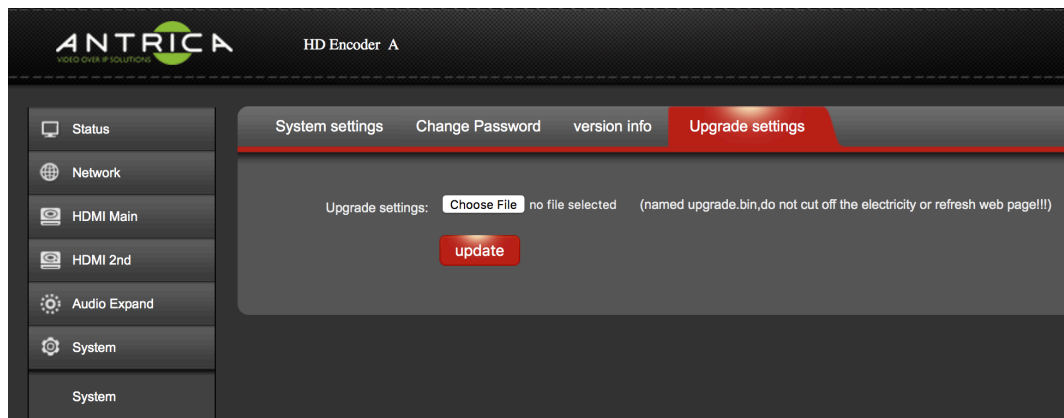 ANTRICA
VIDEO OVER IP SOLUTIONS
HD Encoder A
Status
Network
HDMI Main
HDMI 2nd
Audio Expand
System
System
System settings Change Password version info Upgrade settings
Upgrade settings: Choose File no file selected (named upgrade.bin,do not cut off the electricity or refresh web page!!!)
update